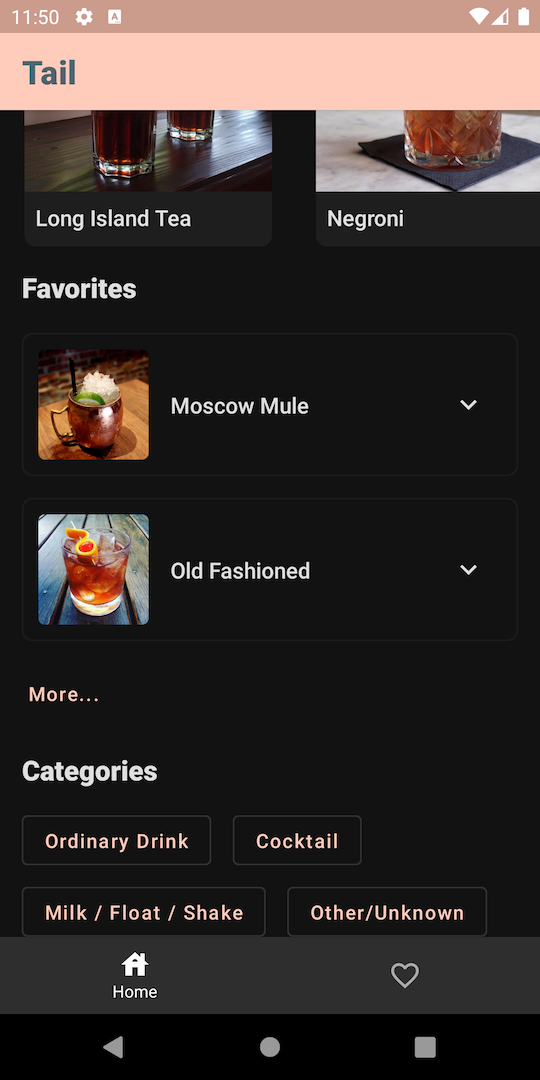 11:50 A
Tail
Long Island Tea
Negroni
Favorites
Moscow Mule
Old Fashioned
More...
Categories
Ordinary Drink
Cocktail
Milk / Float / Shake
Other/Unknown
Home